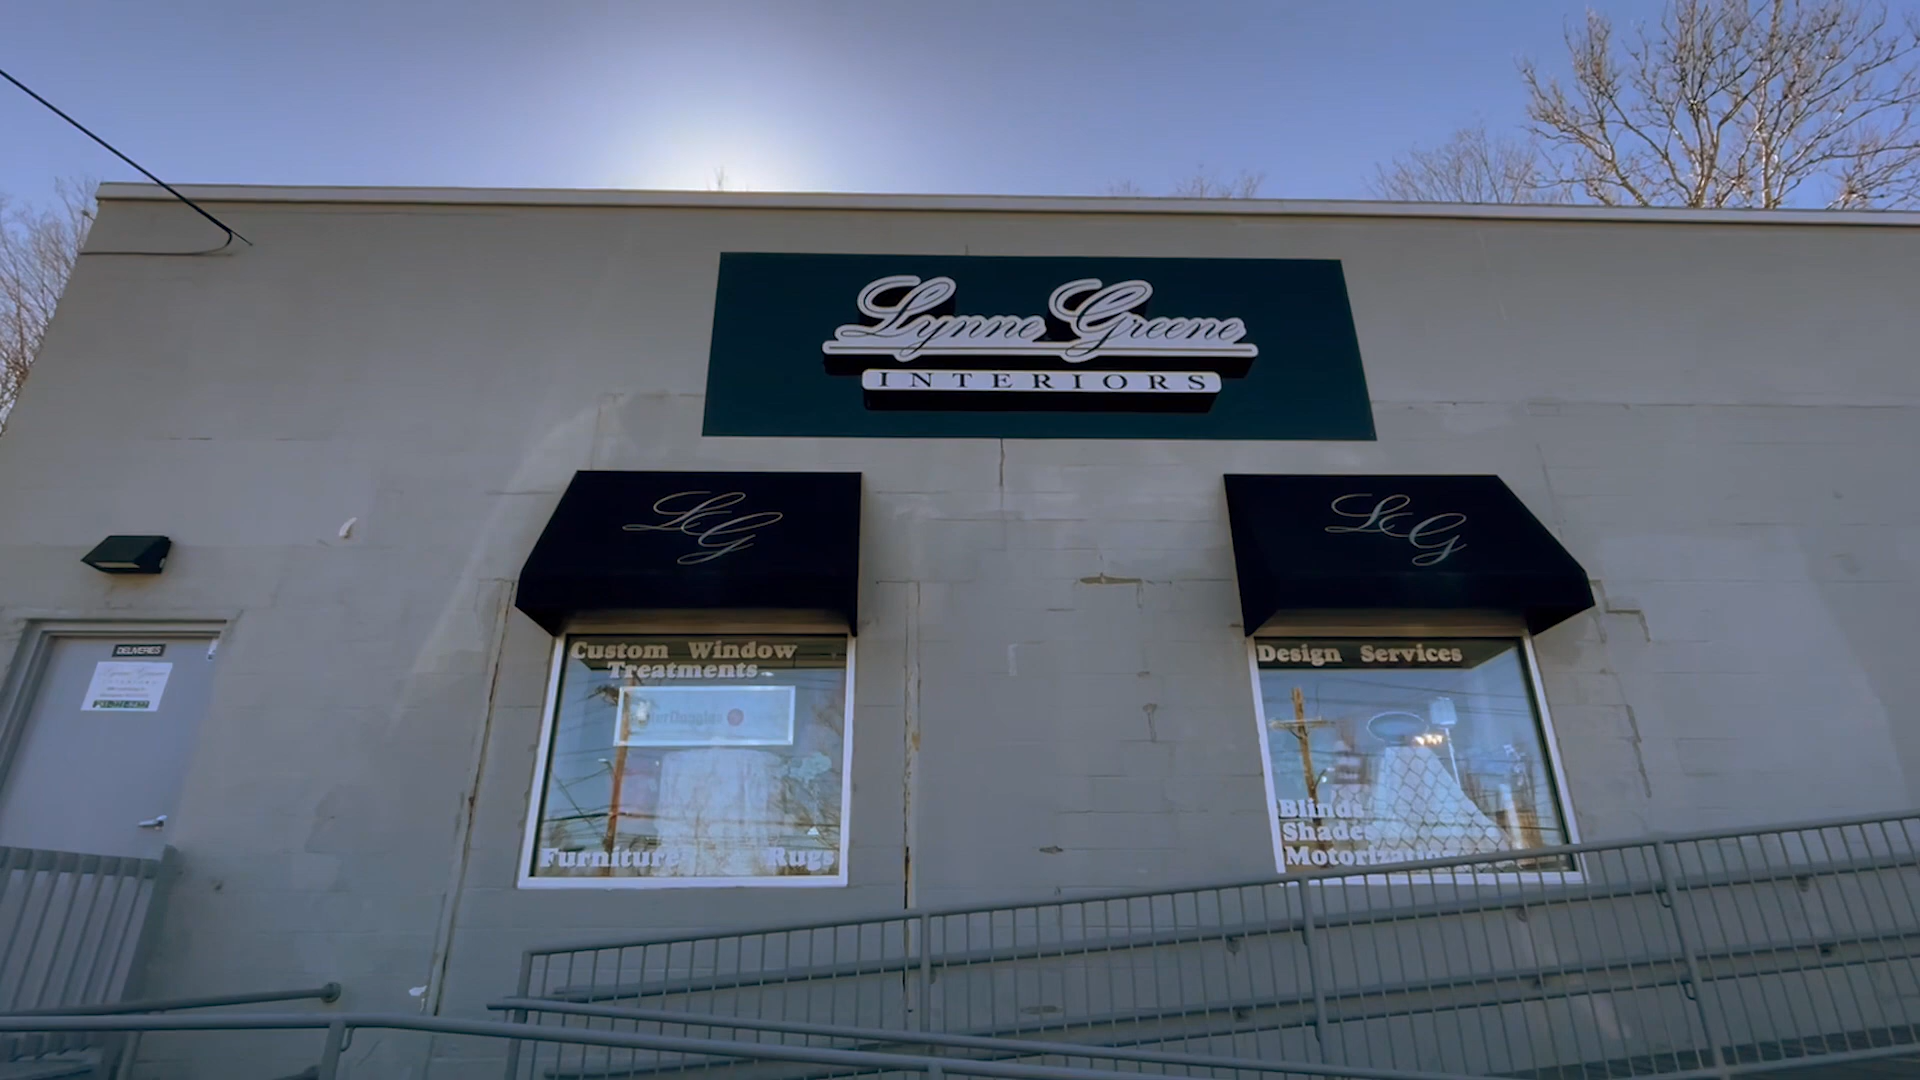 Lynne Greene
INTERIORS
LG
LG
DELIVERIES
Custom Window
Treatments
Furniture Rugs
Design Services
Blinds
Shades